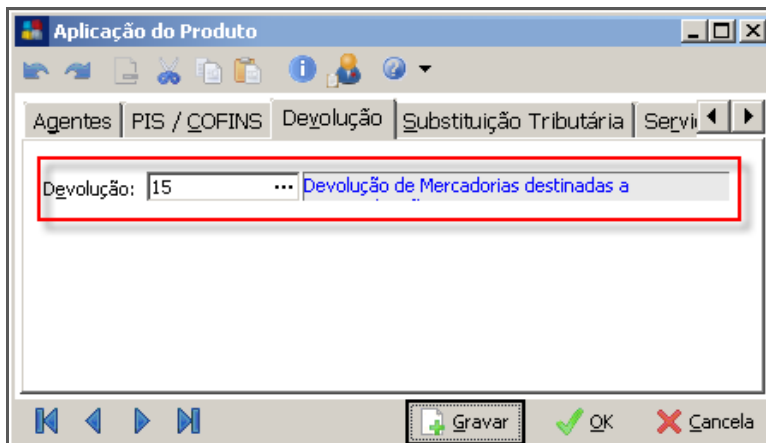 Aplicação do Produto
Agentes PIS / COFINS Devolução Substituição Tributária
Devolução: 15 ... Devolução de Mercadorias destinadas a
Gravar OK Cancela